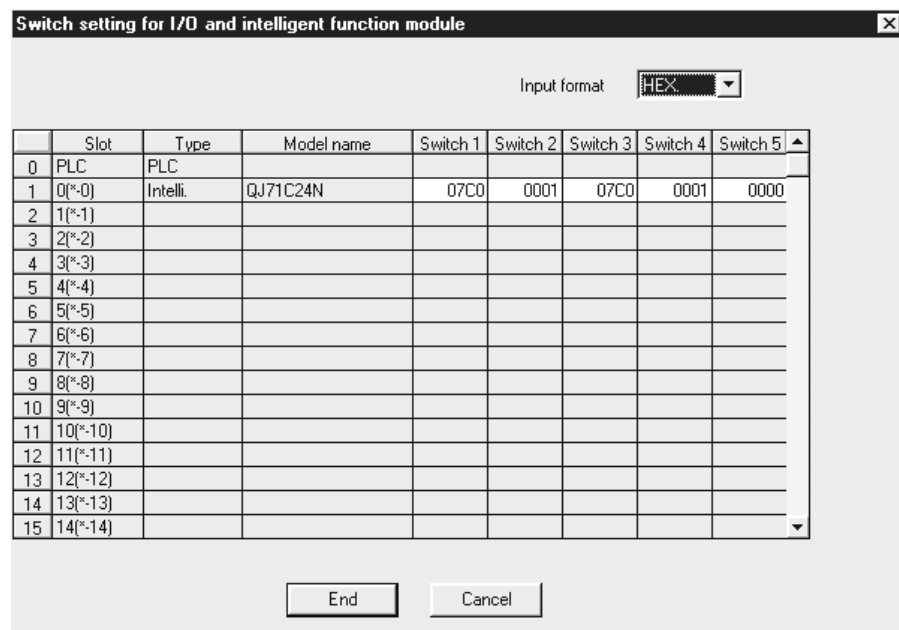 Switch setting for I/O and intelligent function module
Input format HEX.
Slot Type Model name Switch 1 Switch 2 Switch 3 Switch 4 Switch 5
0 PLC PLC
1 0(*-0) Intelli. QJ71C24N 07C0 0001 07C0 0001 0000
2 1(*-1)
3 2(*-2)
4 3(*-3)
5 4(*-4)
6 5(*-5)
7 6(*-6)
8 7(*-7)
9 8(*-8)
10 9(*-9)
11 10(*-10)
12 11(*-11)
13 12(*-12)
14 13(*-13)
15 14(*-14)
End Cancel